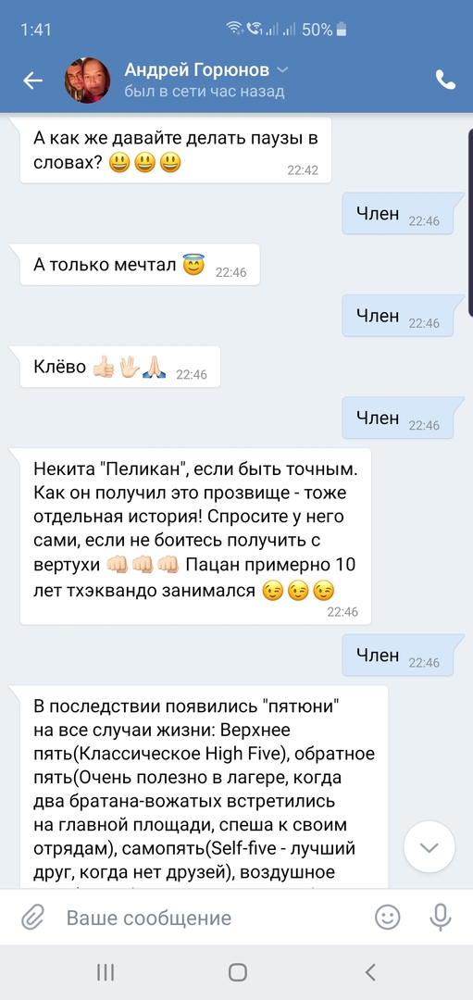 1:41
50%
Андрей Горюнов
был в сети час назад
А как же давайте делать паузы в
словах? 😃😃😃
22:42
Член 22:46
А только мечтал 😇 22:46
Член 22:46
Клёво 👍🏻🖖🏻🙏🏻 22:46
Член 22:46
Некита "Пеликан", если быть точным.
Как он получил это прозвище - тоже
отдельная история! Спросите у него
сами, если не боитесь получить с
вертухи 👊🏻👊🏻👊🏻 Пацан примерно 10
лет тхэквандо занимался 😉😉😉
22:46
Член 22:46
В последствии появились "пятюни"
на все случаи жизни: Верхнее
пять(Классическое High Five), обратное
пять(Очень полезно в лагере, когда
два братана-вожатых встретились
на главной площади, спеша к своим
отрядам), самопять(Self-five - лучший
друг, когда нет друзей), воздушное
Ваше сообщение